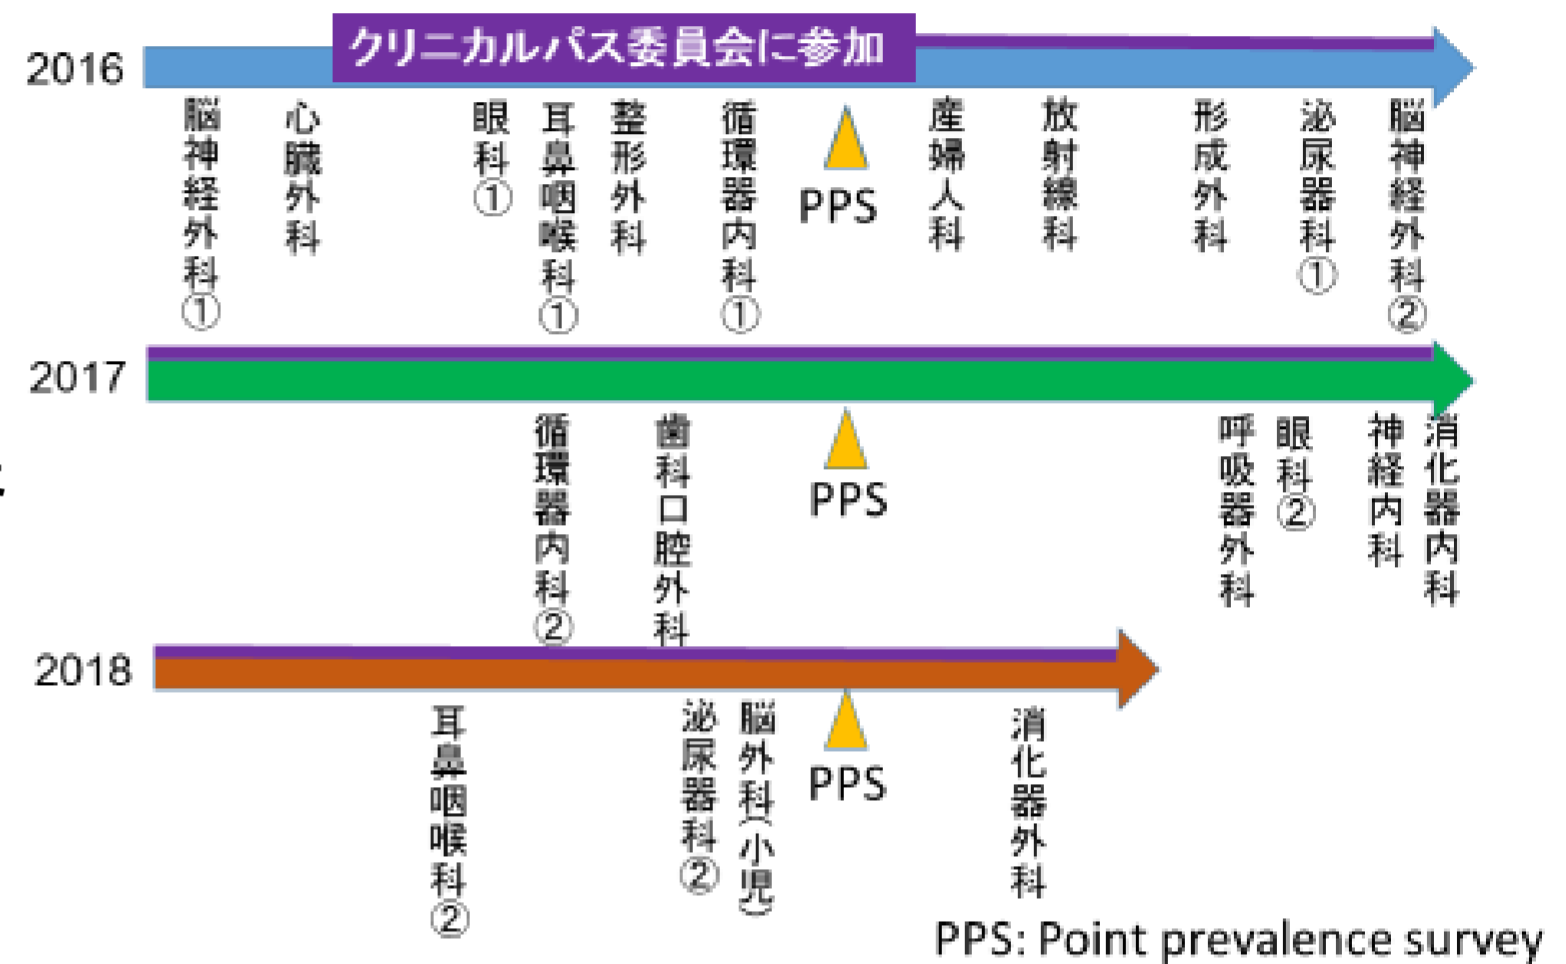 クリニカルパス委員会に参加
2016
脳神経外科①
心臓外科
眼科①
耳鼻咽喉科①
整形外科
循環器内科①
PPS
産婦人科
放射線科
形成外科
泌尿器科①
脳神経外科②
2017
循環器内科②
歯科口腔外科
PPS
呼吸器外科
眼科②
神経内科
消化器内科
2018
耳鼻咽喉科②
泌尿器科②
脳外科(小児)
PPS
消化器外科
PPS: Point prevalence survey